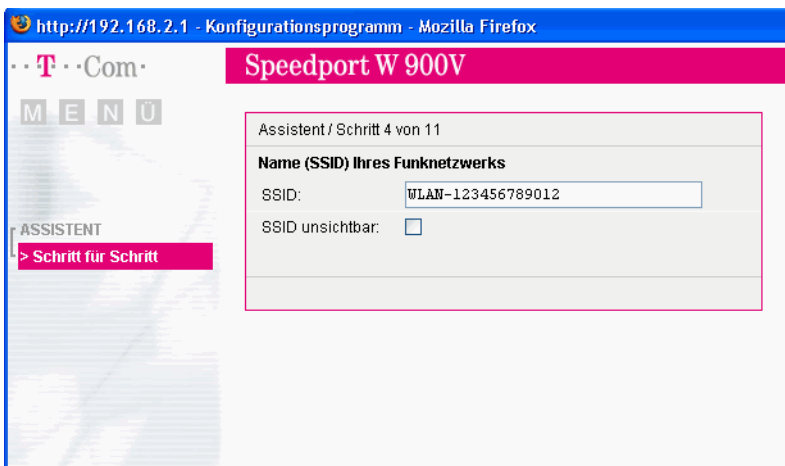 http://192.168.2.1 - Konfigurationsprogramm - Mozilla Firefox
··T··Com·
Speedport W 900V
MENÜ
Assistent / Schritt 4 von 11
Name (SSID) Ihres Funknetzwerks
SSID: WLAN-123456789012
SSID unsichtbar:
ASSISTENT
> Schritt für Schritt